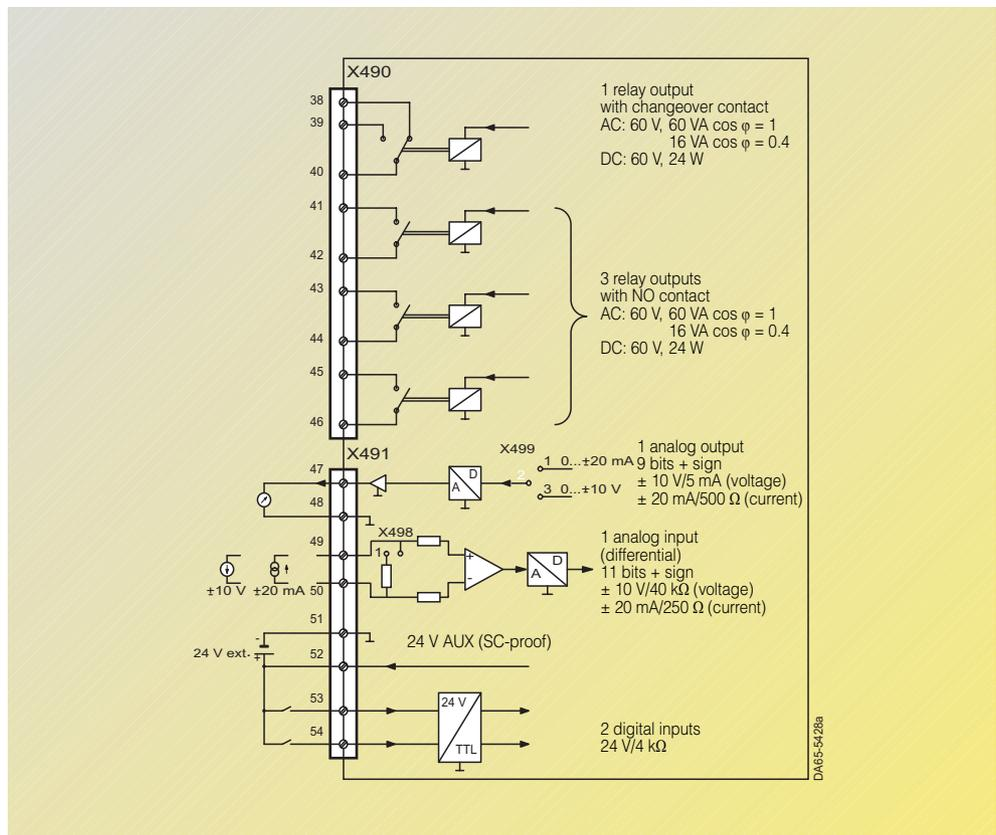 X490
38
39
40
41
42
43
44
45
46
1 relay output
with changeover contact
AC: 60 V, 60 VA cos φ = 1
16 VA cos φ = 0.4
DC: 60 V, 24 W
3 relay outputs
with NO contact
AC: 60 V, 60 VA cos φ = 1
16 VA cos φ = 0.4
DC: 60 V, 24 W
X491
47
48
49
50
51
52
53
54
D
A
X499
2
1 0...±20 mA
3 0...±10 V
1 analog output
9 bits + sign
± 10 V/5 mA (voltage)
± 20 mA/500 Ω (current)
X498
1
±10 V ±20 mA
+
-
D
A
1 analog input
(differential)
11 bits + sign
± 10 V/40 kΩ (voltage)
± 20 mA/250 Ω (current)
-
24 V ext.
+
24 V AUX (SC-proof)
24 V
TTL
2 digital inputs
24 V/4 kΩ
DA65-5428a